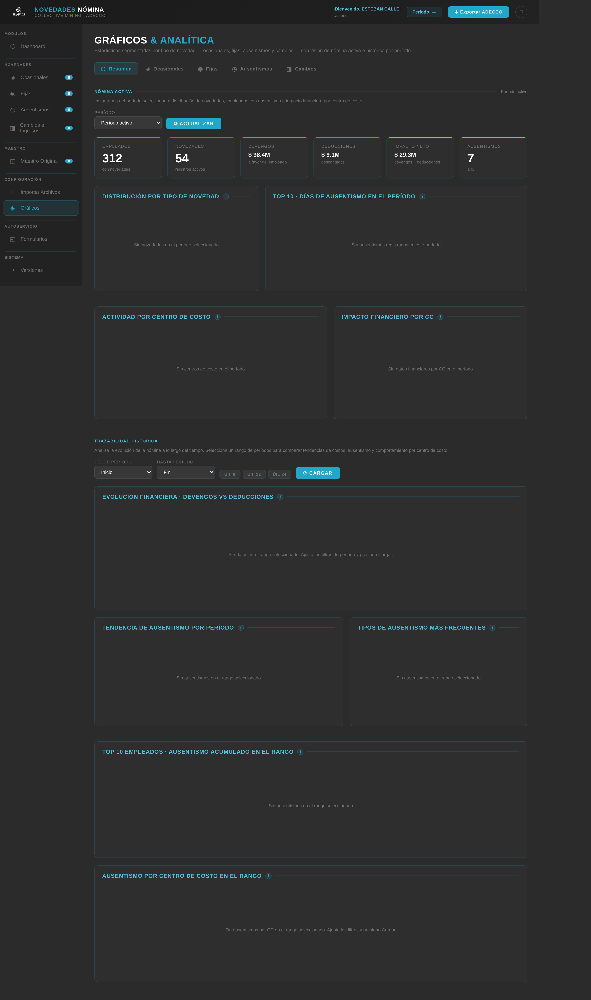 COLLECTIVE
MINING
NOVEDADES NÓMINA
COLLECTIVE MINING · ADECCO
¡Bienvenido, ESTEBAN CALLE!
Usuario
Período: —
⬇ Exportar ADECCO
MÓDULOS
Dashboard
NOVEDADES
Ocasionales 0
Fijas 0
Ausentismos 0
Cambios e
Ingresos 0
MAESTRO
Maestro Original 0
CONFIGURACIÓN
↑ Importar Archivos
Gráficos
AUTOSERVICIO
Formularios
SISTEMA
Versiones
GRÁFICOS & ANALÍTICA
Estadísticas segmentadas por tipo de novedad — ocasionales, fijas, ausentismos y cambios — con visión de nómina activa e histórico por período.
Resumen
Ocasionales
Fijas
Ausentismos
Cambios
NÓMINA ACTIVA
Período activo
Instantánea del período seleccionado: distribución de novedades, empleados con ausentismo e impacto financiero por centro de costo.
PERÍODO
Período activo
⟳ ACTUALIZAR
EMPLEADOS
312
con novedades
NOVEDADES
54
registros activos
DEVENGOS
$ 38.4M
a favor del empleado
DEDUCCIONES
$ 9.1M
descontadas
IMPACTO NETO
$ 29.3M
devengos − deducciones
AUSENTISMOS
7
143
DISTRIBUCIÓN POR TIPO DE NOVEDAD i
Sin novedades en el período seleccionado
TOP 10 · DÍAS DE AUSENTISMO EN EL PERÍODO i
Sin ausentismos registrados en este período
ACTIVIDAD POR CENTRO DE COSTO i
Sin centros de costo en el período
IMPACTO FINANCIERO POR CC i
Sin datos financieros por CC en el período
TRAZABILIDAD HISTÓRICA
Analiza la evolución de la nómina a lo largo del tiempo. Selecciona un rango de períodos para comparar tendencias de costos, ausentismo y comportamiento por centro de costo.
DESDE PERÍODO
Inicio
HASTA PERÍODO
Fin
Últ. 6
Últ. 12
Últ. 24
⟳ CARGAR
EVOLUCIÓN FINANCIERA · DEVENGOS VS DEDUCCIONES i
Sin datos en el rango seleccionado. Ajusta los filtros de período y presiona Cargar.
TENDENCIA DE AUSENTISMO POR PERÍODO i
Sin ausentismos en el rango seleccionado
TIPOS DE AUSENTISMO MÁS FRECUENTES i
Sin ausentismos en el rango seleccionado
TOP 10 EMPLEADOS · AUSENTISMO ACUMULADO EN EL RANGO i
Sin ausentismos en el rango seleccionado
AUSENTISMO POR CENTRO DE COSTO EN EL RANGO i
Sin ausentismos por CC en el rango seleccionado. Ajusta los filtros y presiona Cargar.